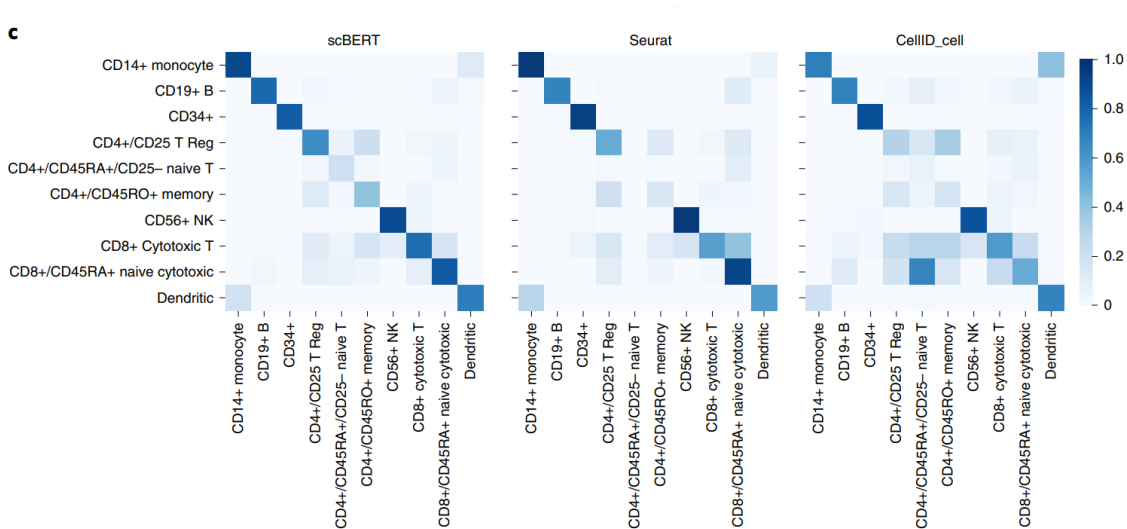 c
scBERT
Seurat
CellID_cell
CD14+ monocyte
CD19+ B
CD34+
CD4+/CD25 T Reg
CD4+/CD45RA+/CD25– naive T
CD4+/CD45RO+ memory
CD56+ NK
CD8+ Cytotoxic T
CD8+/CD45RA+ naive cytotoxic
Dendritic
1.0
0.8
0.6
0.4
0.2
0
CD14+ monocyte
CD19+ B
CD34+
CD4+/CD25 T Reg
CD4+/CD45RA+/CD25– naive T
CD4+/CD45RO+ memory
CD56+ NK
CD8+ cytotoxic T
CD8+/CD45RA+ naive cytotoxic
Dendritic
CD14+ monocyte
CD19+ B
CD34+
CD4+/CD25 T Reg
CD4+/CD45RA+/CD25– naive T
CD4+/CD45RO+ memory
CD56+ NK
CD8+ cytotoxic T
CD8+/CD45RA+ naive cytotoxic
Dendritic
CD14+ monocyte
CD19+ B
CD34+
CD4+/CD25 T Reg
CD4+/CD45RA+/CD25– naive T
CD4+/CD45RO+ memory
CD56+ NK
CD8+ cytotoxic T
CD8+/CD45RA+ naive cytotoxic
Dendritic